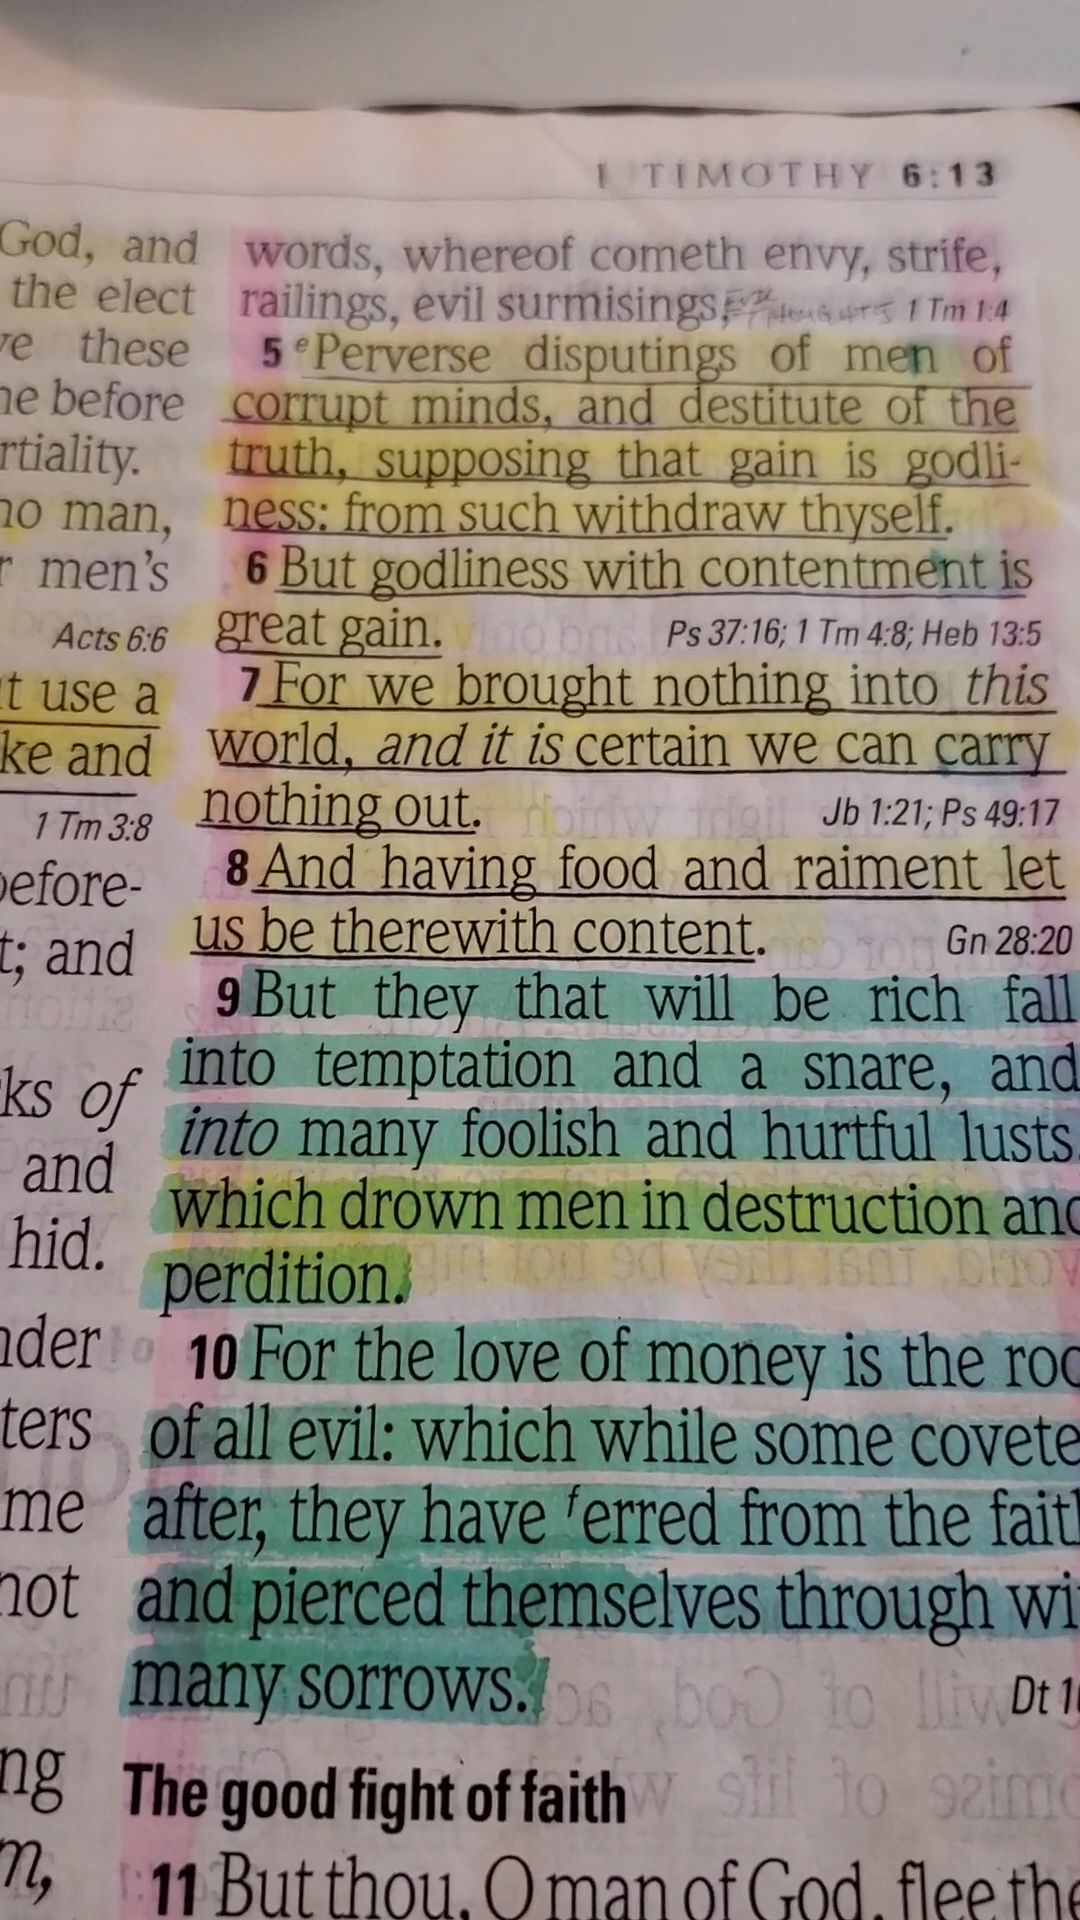 I TIMOTHY 6:13
God, and
the elect
these
before
rtiality.
no man,
men's
Acts 6:6
t use a
ke and
1 Tm 3:8
before-
t; and
ks of
and
hid.
nder
ters
me
not
ng
m,
words, whereof cometh envy, strife,
railings, evil surmisings, 1 Tm 1:4
5 e Perverse disputings of men of
corrupt minds, and destitute of the
truth, supposing that gain is godli-
ness: from such withdraw thyself.
6 But godliness with contentment is
great gain. Ps 37:16; 1 Tm 4:8; Heb 13:5
7 For we brought nothing into this
world, and it is certain we can carry
nothing out. Jb 1:21; Ps 49:17
8 And having food and raiment let
us be therewith content. Gn 28:20
9 But they that will be rich fall
into temptation and a snare, and
into many foolish and hurtful lusts
which drown men in destruction and
perdition.
10 For the love of money is the roo
of all evil: which while some covete
after, they have f erred from the fait
and pierced themselves through wi
many sorrows. Dt 1
The good fight of faith
11 But thou, O man of God, flee the